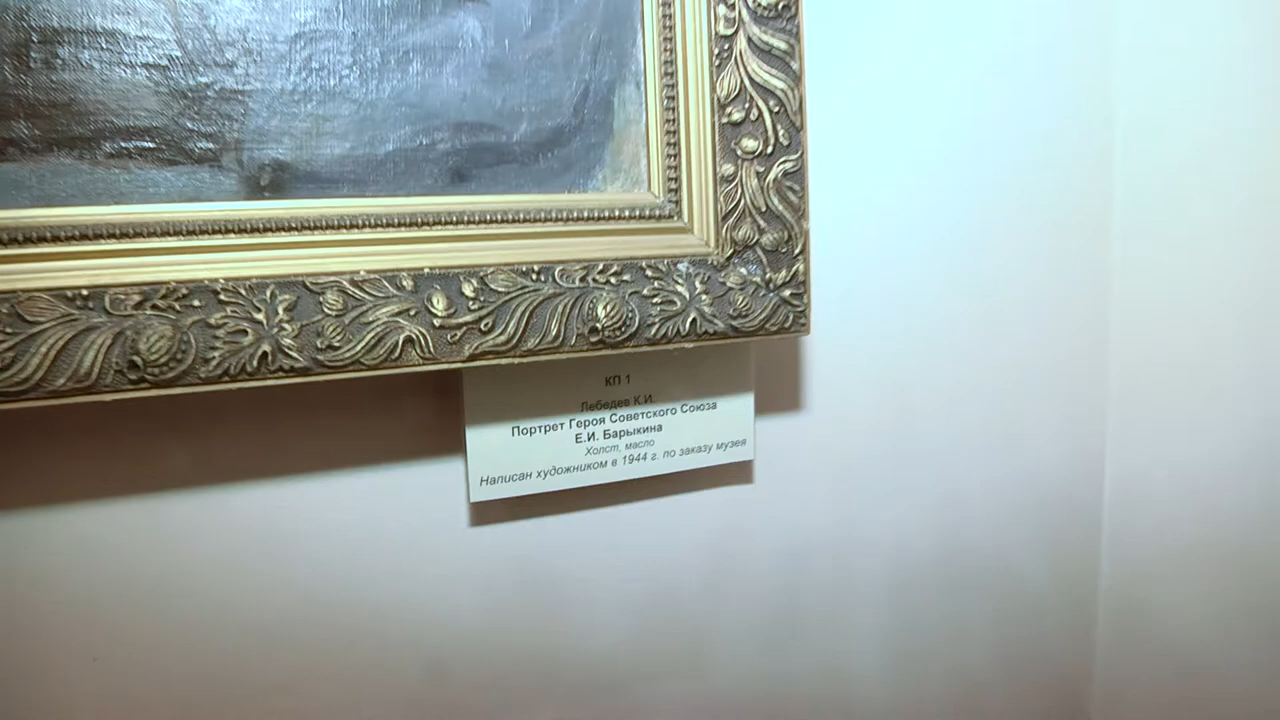 КП 1
Лебедев К.И.
Портрет Героя Советского Союза
Е.И. Барыкина
Холст, масло
Написан художником в 1944 г. по заказу музея